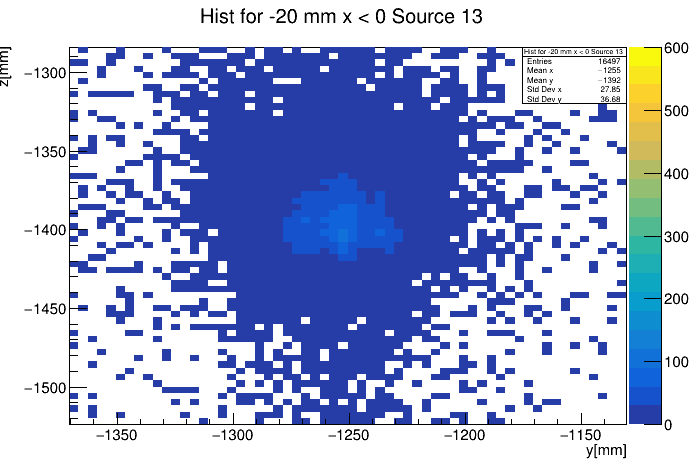 Hist for -20 mm x < 0 Source 13
z[mm]
Hist for -20 mm x < 0 Source 13
Entries 16497
Mean x −1255
Mean y −1392
Std Dev x 27.85
Std Dev y 36.68
−1300
−1350
−1400
−1450
−1500
−1350 −1300 −1250 −1200 −1150
y[mm]
600
500
400
300
200
100
0